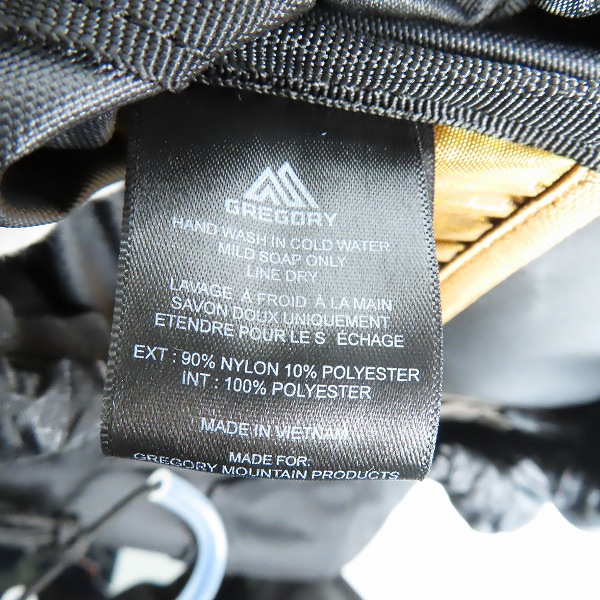 GREGORY
HAND WASH IN COLD WATER
MILD SOAP ONLY
LINE DRY
LAVAGE À FROID À LA MAIN
SAVON DOUX UNIQUEMENT
ETENDRE POUR LE S ÉCHAGE
EXT : 90% NYLON 10% POLYESTER
INT : 100% POLYESTER
MADE IN VIETNAM
MADE FOR:
GREGORY MOUNTAIN PRODUCTS